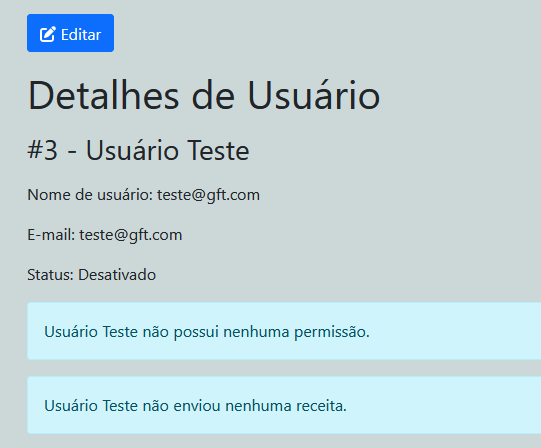 Editar
Detalhes de Usuário
#3 - Usuário Teste
Nome de usuário: teste@gft.com
E-mail: teste@gft.com
Status: Desativado
Usuário Teste não possui nenhuma permissão.
Usuário Teste não enviou nenhuma receita.